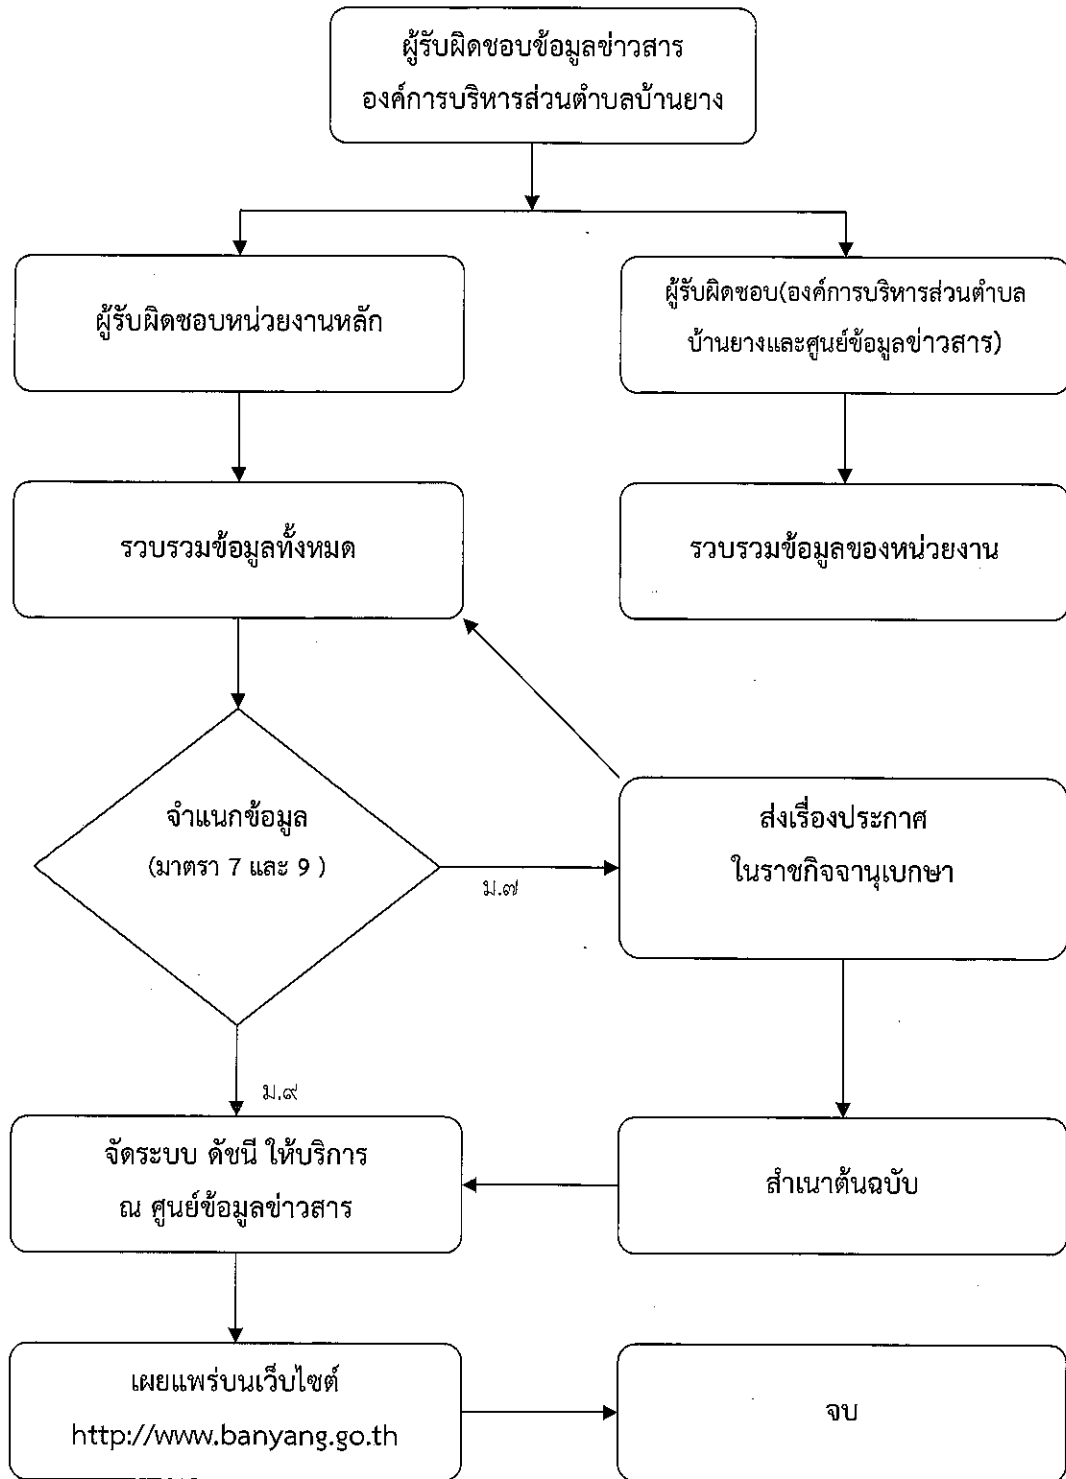 ผู้รับผิดชอบข้อมูลข่าวสาร
องค์การบริหารส่วนตำบลบ้านยาง
ผู้รับผิดชอบหน่วยงานหลัก
ผู้รับผิดชอบ(องค์การบริหารส่วนตำบล
บ้านยางและศูนย์ข้อมูลข่าวสาร)
รวบรวมข้อมูลทั้งหมด
รวบรวมข้อมูลของหน่วยงาน
จำแนกข้อมูล
(มาตรา 7 และ 9 )
ม.๗
ส่งเรื่องประกาศ
ในราชกิจจานุเบกษา
ม.๙
จัดระบบ ดัชนี ให้บริการ
ณ ศูนย์ข้อมูลข่าวสาร
สำเนาต้นฉบับ
เผยแพร่บนเว็บไซต์
http://www.banyang.go.th
จบ